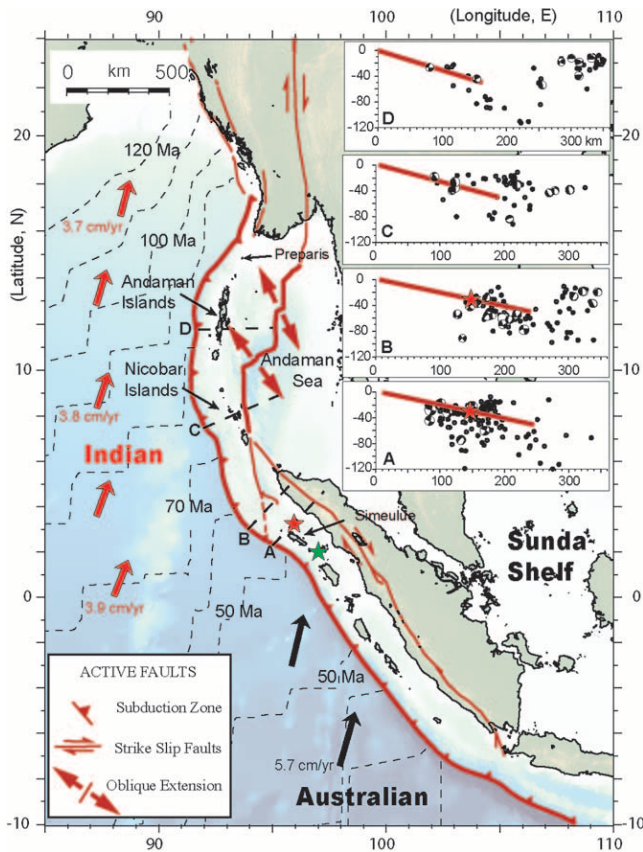 90
95
100
(Longitude, E)
110
0 km 500
20
10
0
-10
(Latitude, N)
120 Ma
3.7 cm/yr
100 Ma
Preparis
Andaman
Islands
D
Andaman
Sea
Nicobar
Islands
3.8 cm/yr
C
Indian
70 Ma
B
A
Simeulue
Sunda
Shelf
3.9 cm/yr
50 Ma
50 Ma
5.7 cm/yr
Australian
ACTIVE FAULTS
Subduction Zone
Strike Slip Faults
Oblique Extension
90
100
110
0
-40
-80
-120
D
0 100 200 300 km
0
-40
-80
-120
C
0 100 200 300
0
-40
-80
-120
B
0 100 200 300
0
-40
-80
-120
A
0 100 200 300